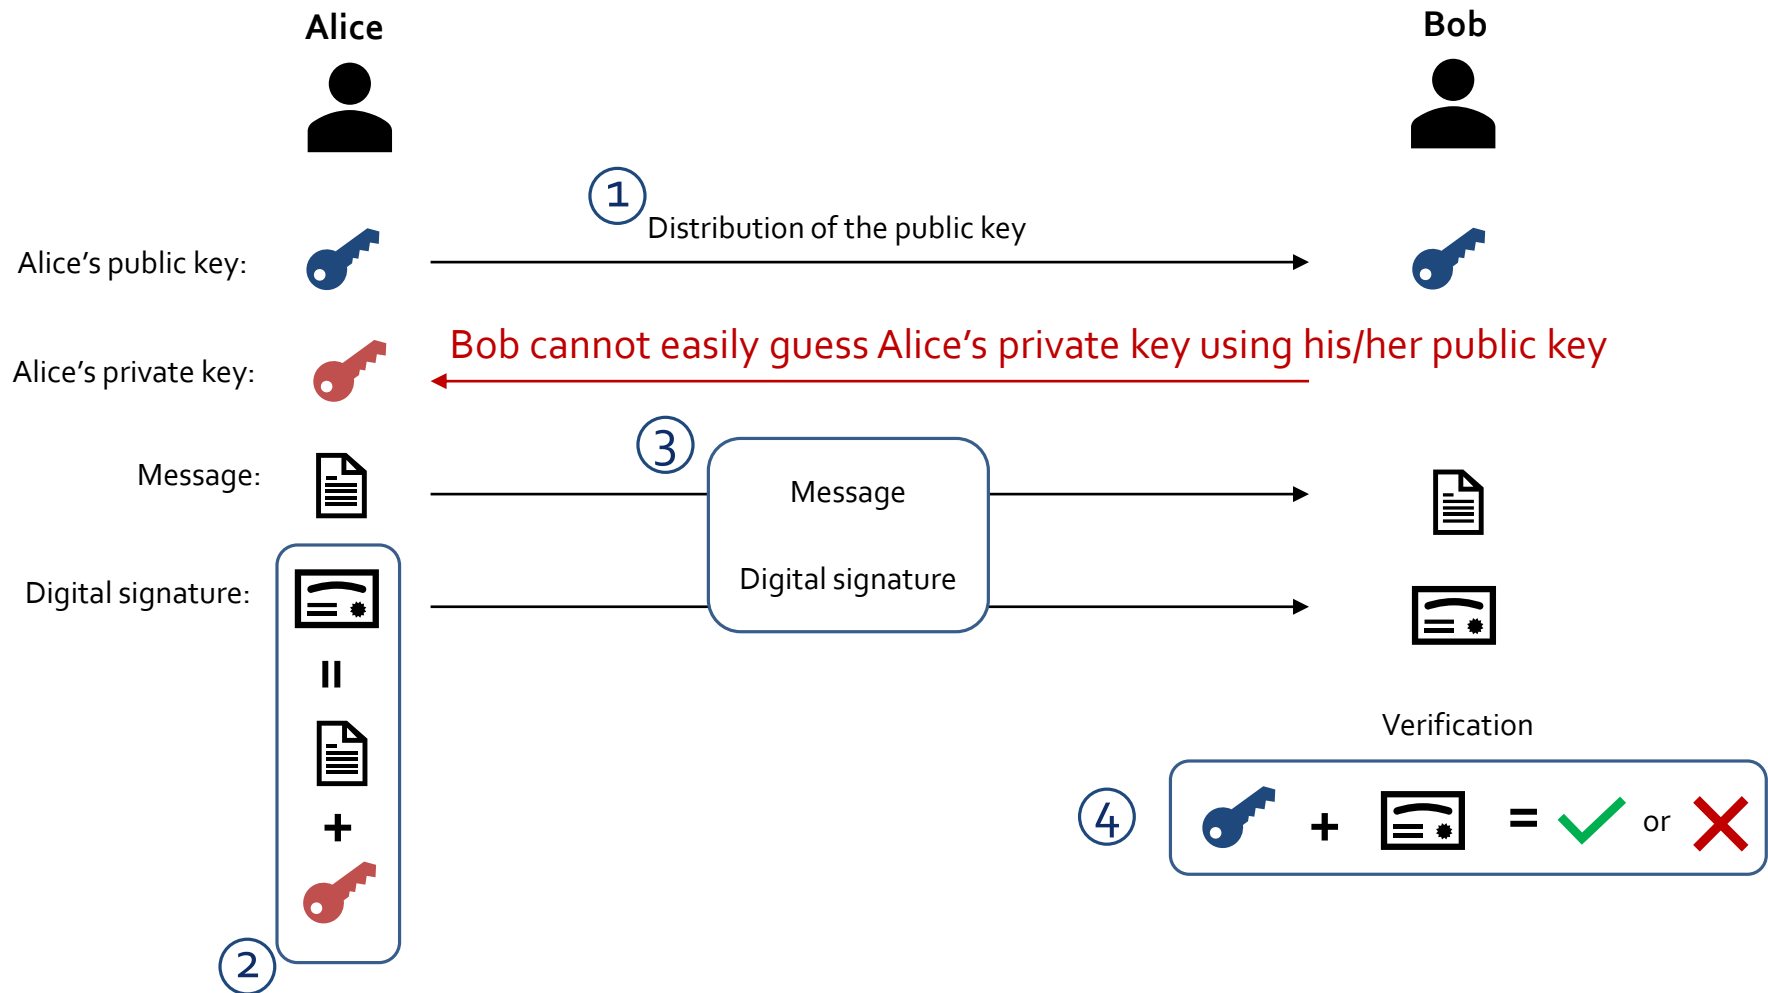 Alice
Bob
①
Distribution of the public key
Alice’s public key:
Bob cannot easily guess Alice’s private key using his/her public key
Alice’s private key:
③
Message:
Message
Digital signature:
Digital signature
Verification
④
+
=
or
=
+
②